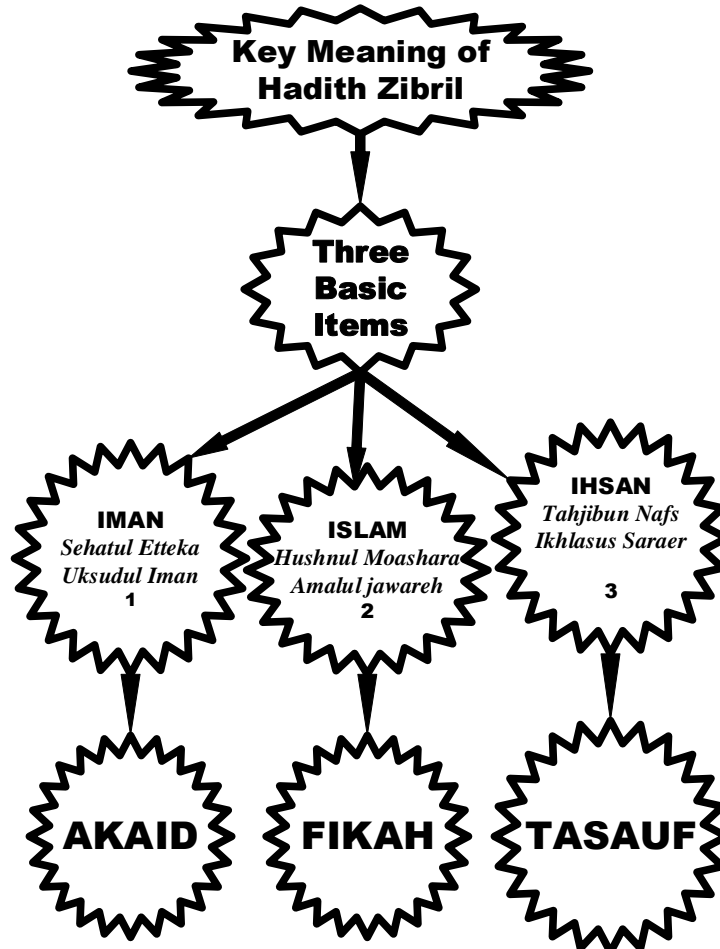 Key Meaning of
Hadith Zibril
Three
Basic
Items
IMAN
Sehatul Etteka
Uksudul Iman
1
ISLAM
Hushnul Moashara
Amalul jawareh
2
IHSAN
Tahjibun Nafs
Ikhlasus Saraer
3
AKAID
FIKAH
TASAUF